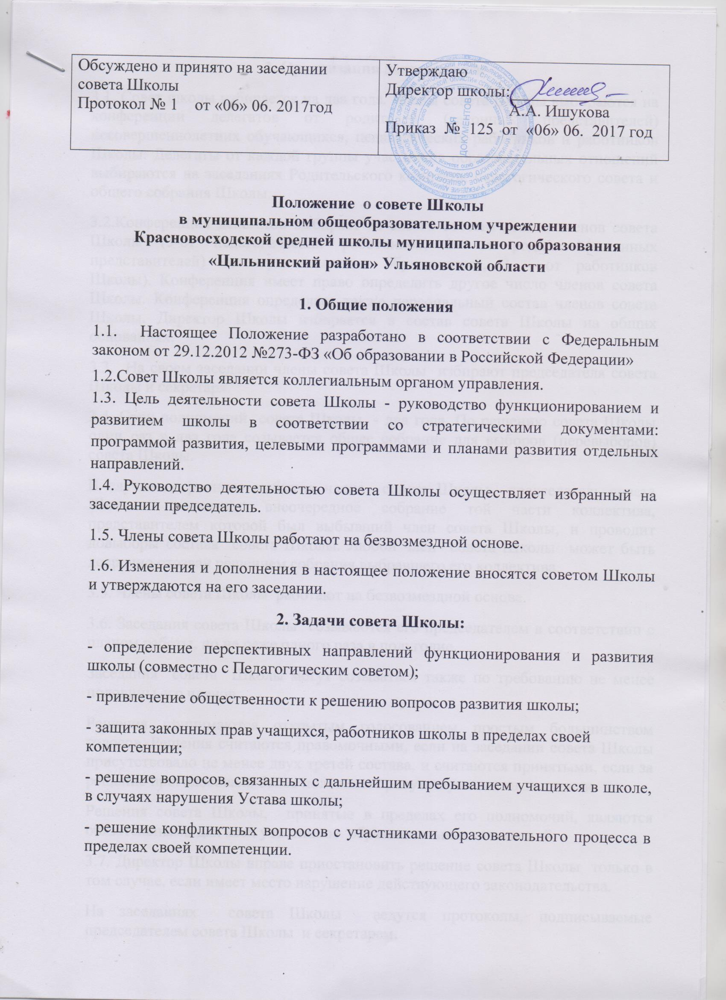 Обсуждено и принято на заседании
совета Школы
Протокол № 1 от «06» 06. 2017год
Утверждаю
Директор школы:
А.А. Ишукова
Приказ № 125 от «06» 06. 2017 год
ДОКУМЕНТОВ
Положение о совете Школы
в муниципальном общеобразовательном учреждении
Красновосходской средней школы муниципального образования
«Цильнинский район» Ульяновской области
1. Общие положения
1.1. Настоящее Положение разработано в соответствии с Федеральным
законом от 29.12.2012 №273-ФЗ «Об образовании в Российской Федерации»
1.2.Совет Школы является коллегиальным органом управления.
1.3. Цель деятельности совета Школы - руководство функционированием и
развитием школы в соответствии со стратегическими документами:
программой развития, целевыми программами и планами развития отдельных
направлений.
1.4. Руководство деятельностью совета Школы осуществляет избранный на
заседании председатель.
1.5. Члены совета Школы работают на безвозмездной основе.
1.6. Изменения и дополнения в настоящее положение вносятся советом Школы
и утверждаются на его заседании.
2. Задачи совета Школы:
- определение перспективных направлений функционирования и развития
школы (совместно с Педагогическим советом);
- привлечение общественности к решению вопросов развития школы;
- защита законных прав учащихся, работников школы в пределах своей
компетенции;
- решение вопросов, связанных с дальнейшим пребыванием учащихся в школе,
в случаях нарушения Устава школы;
- решение конфликтных вопросов с участниками образовательного процесса в
пределах своей компетенции.